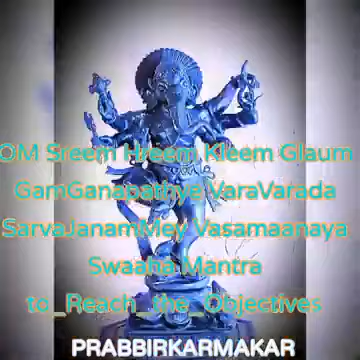 OM Sreem Hreem Kleem Glaum
GamGanapathye VaraVarada
SarvaJanamMey Vasamaanaya
Swaaha Mantra
to_Reach_the_Objectives
PRABBIRKARMAKAR